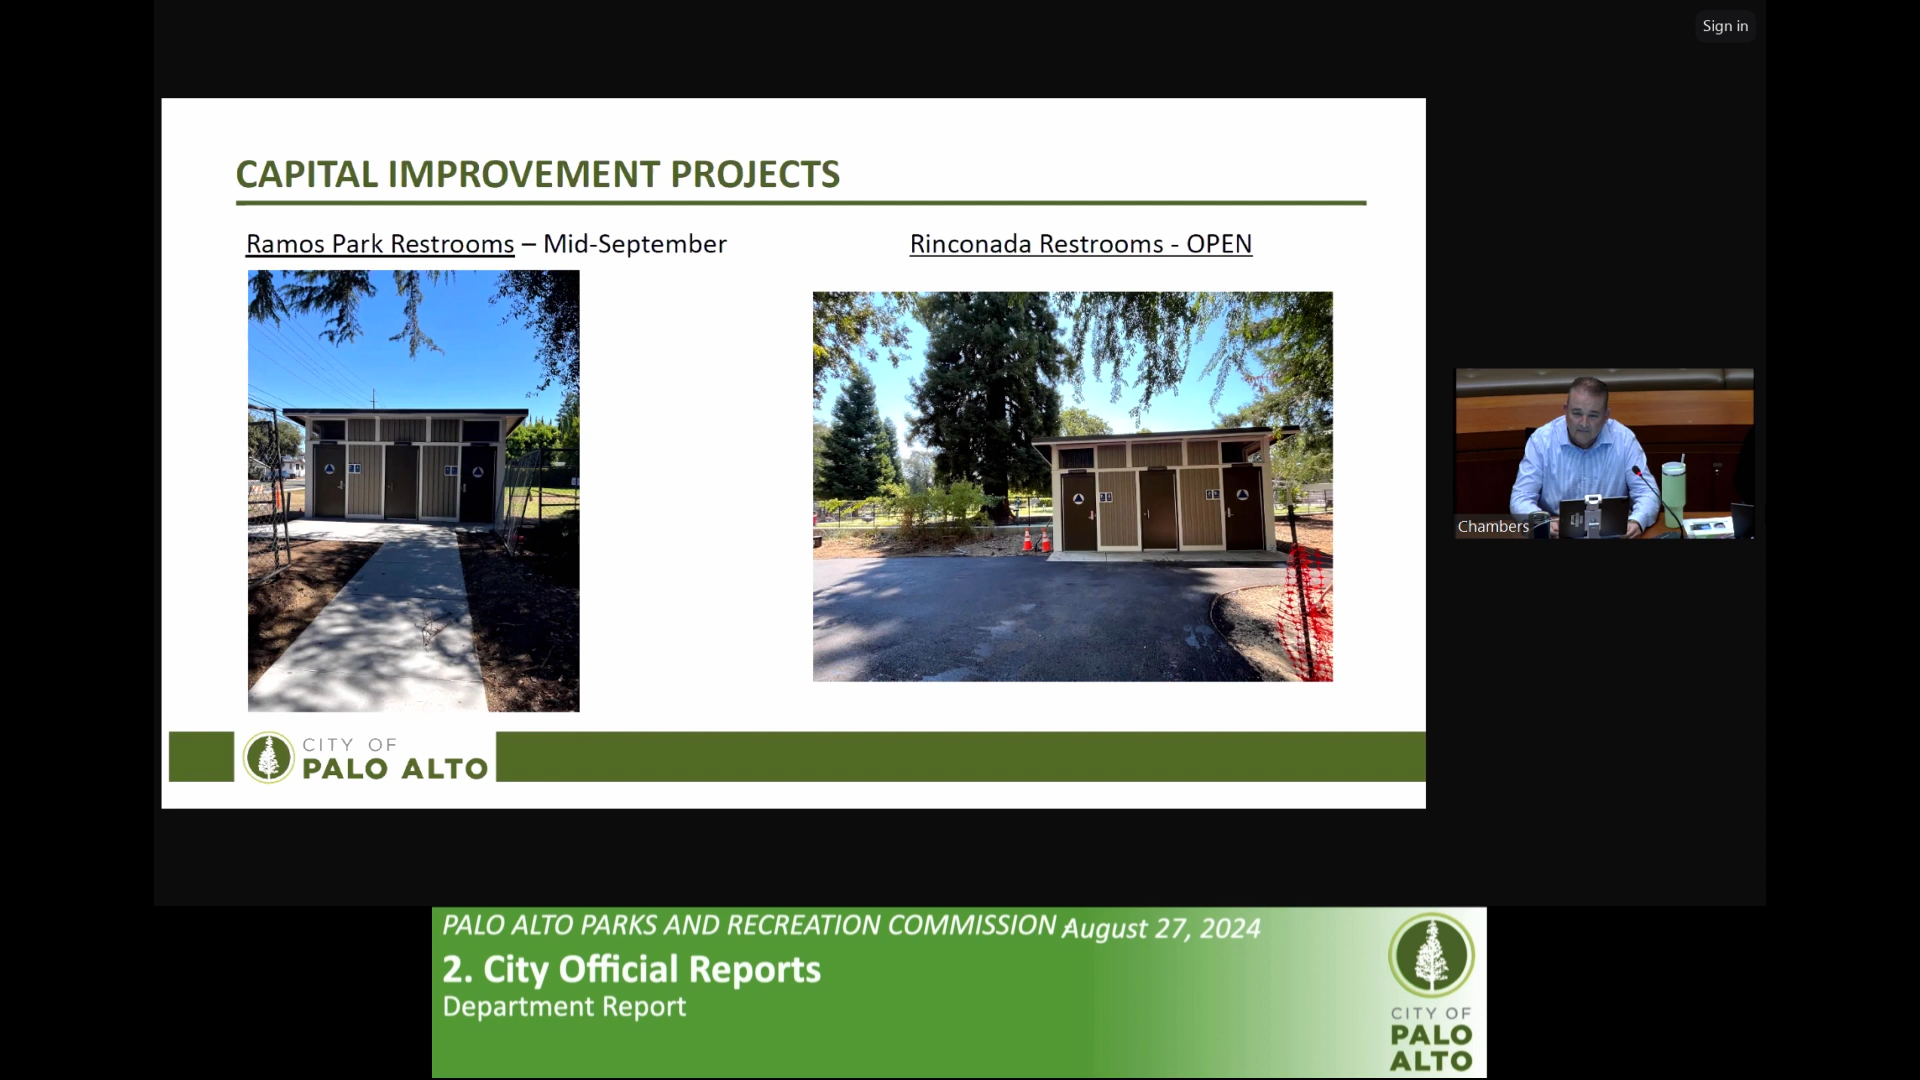 Sign in
CAPITAL IMPROVEMENT PROJECTS
Ramos Park Restrooms – Mid-September
Rinconada Restrooms - OPEN
Chambers
CITY OF
PALO ALTO
PALO ALTO PARKS AND RECREATION COMMISSION August 27, 2024
2. City Official Reports
Department Report
CITY OF
PALO
ALTO